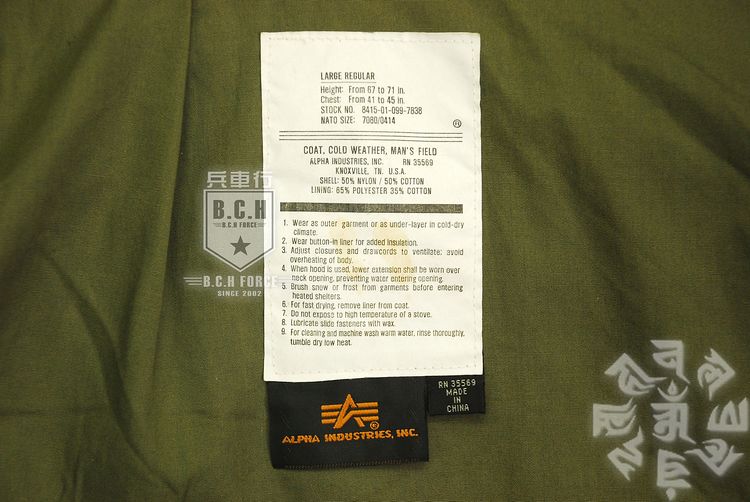 LARGE REGULAR
Height: From 67 to 71 in.
Chest: From 41 to 45 in.
STOCK NO. 8415-01-099-7838
NATO SIZE: 7080/0414
COAT, COLD WEATHER, MAN'S FIELD
ALPHA INDUSTRIES, INC. RN 35569
KNOXVILLE, TN. U.S.A.
SHELL: 50% NYLON / 50% COTTON
LINING: 65% POLYESTER 35% COTTON
1. Wear as outer garment or as under-layer in cold-dry
climate.
2. Wear button-in liner for added insulation.
3. Adjust closures and drawcords to ventilate; avoid
overheating of body.
4. When hood is used, lower extension shall be worn over
neck opening, preventing water entering opening.
5. Brush snow or frost from garments before entering
heated shelters.
6. For fast drying, remove liner from coat.
7. Do not expose to high temperature of a stove.
8. Lubricate slide fasteners with wax.
9. For cleaning and machine wash warm water, rinse thoroughly,
tumble dry low heat.
RN 35569
MADE
IN
CHINA
ALPHA INDUSTRIES, INC.
兵車行
B.C.H
B.C.H FORCE
B.C.H FORCE
SINCE 2002